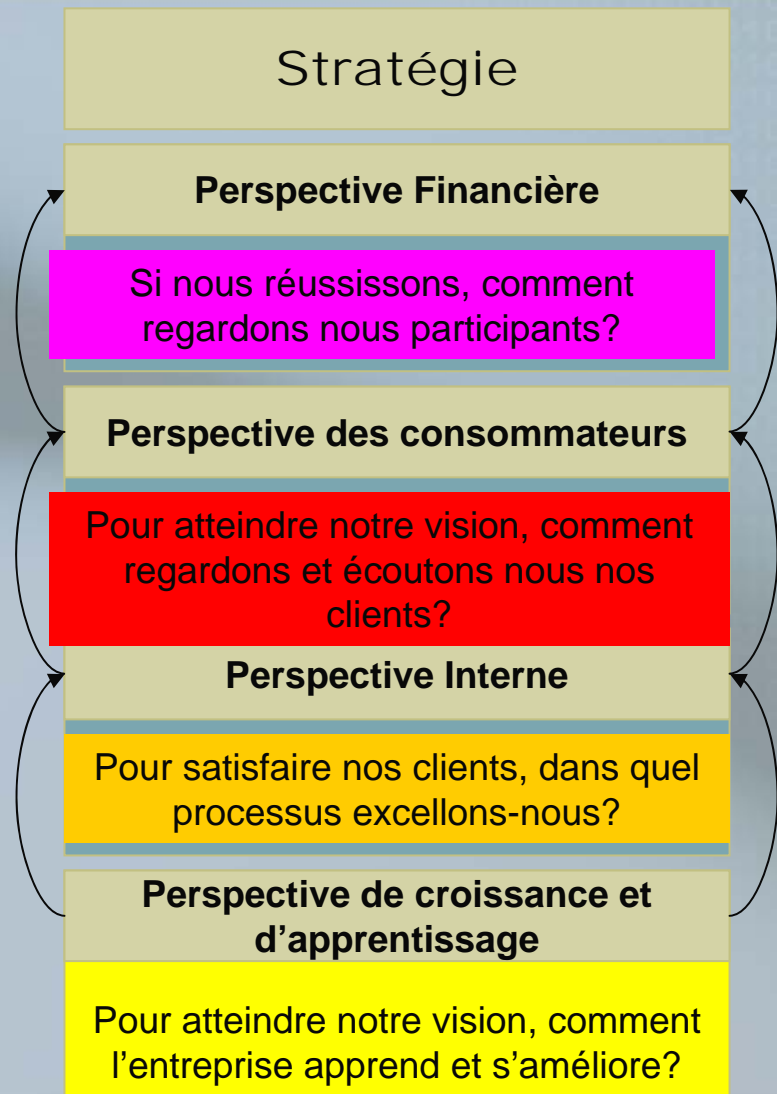 Stratégie
Perspective Financière
Si nous réussissons, comment
regardons nous participants?
Perspective des consommateurs
Pour atteindre notre vision, comment
regardons et écoutons nous nos
clients?
Perspective Interne
Pour satisfaire nos clients, dans quel
processus excellons-nous?
Perspective de croissance et
d’apprentissage
Pour atteindre notre vision, comment
l’entreprise apprend et s’améliore?